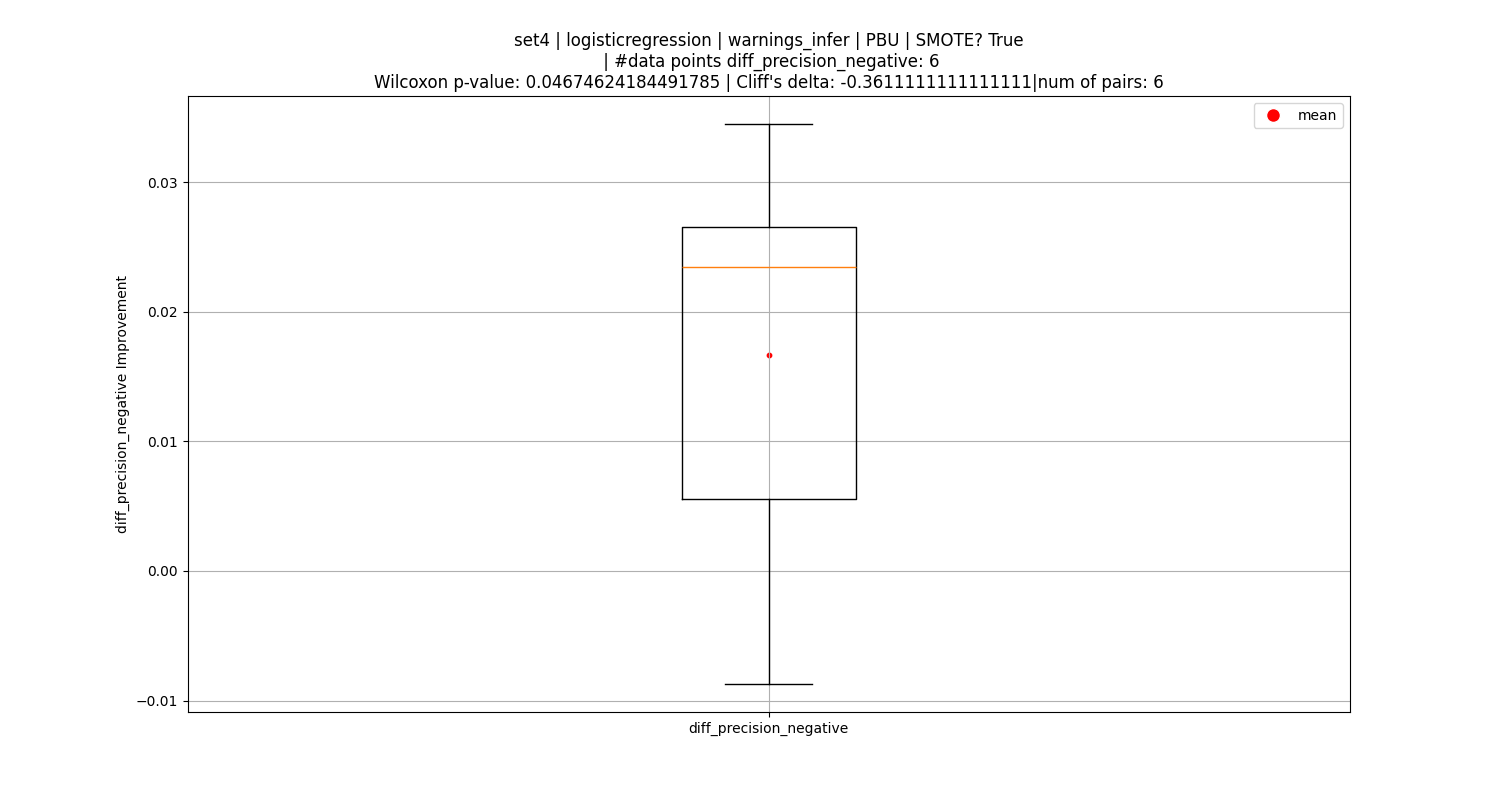 set4 | logisticregression | warnings_infer | PBU | SMOTE? True
| #data points diff_precision_negative: 6
Wilcoxon p-value: 0.04674624184491785 | Cliff's delta: -0.3611111111111111|num of pairs: 6
mean
0.03
0.02
0.01
0.00
−0.01
diff_precision_negative Improvement
diff_precision_negative